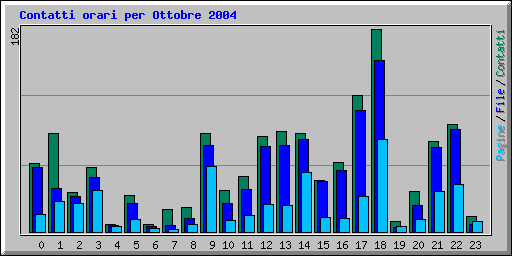 Contatti orari per Ottobre 2004
182
Pagine / File / Contatti
0 1 2 3 4 5 6 7 8 9 10 11 12 13 14 15 16 17 18 19 20 21 22 23